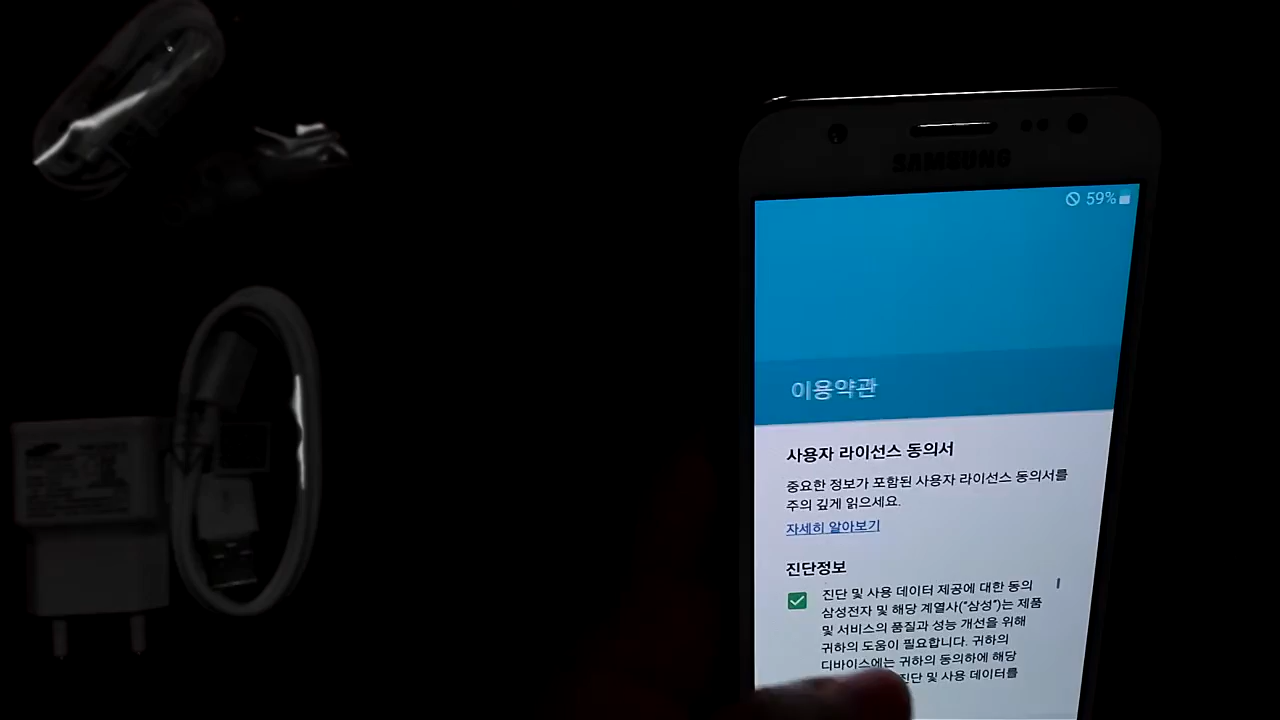 SAMSUNG
59%
이용약관
사용자 라이선스 동의서
중요한 정보가 포함된 사용자 라이선스 동의서를
주의 깊게 읽으세요.
자세히 알아보기
진단정보
진단 및 사용 데이터 제공에 대한 동의
삼성전자 및 해당 계열사("삼성")는 제품
및 서비스의 품질과 성능 개선을 위해
귀하의 도움이 필요합니다. 귀하의
디바이스에는 귀하의 동의하에 해당
진단 및 사용 데이터를